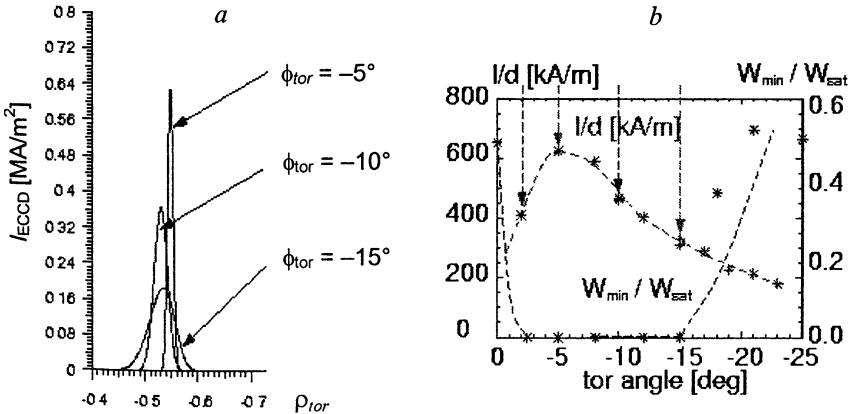 a
0.8
0.72
0.64
0.56
0.48
0.4
0.32
0.24
0.16
0 08
0
I_ECCD [MA/m²]
ϕ_tor = –5°
ϕ_tor = –10°
ϕ_tor = –15°
-0 4 -0.5 -0.6 -0.7
ρ_tor
b
I/d [kA/m] W_min / W_sat
800
600
400
200
0
I/d [kA/m]
W_min / W_sat
0.6
0.4
0.2
0.0
0 -5 -10 -15 -20 -25
tor angle [deg]